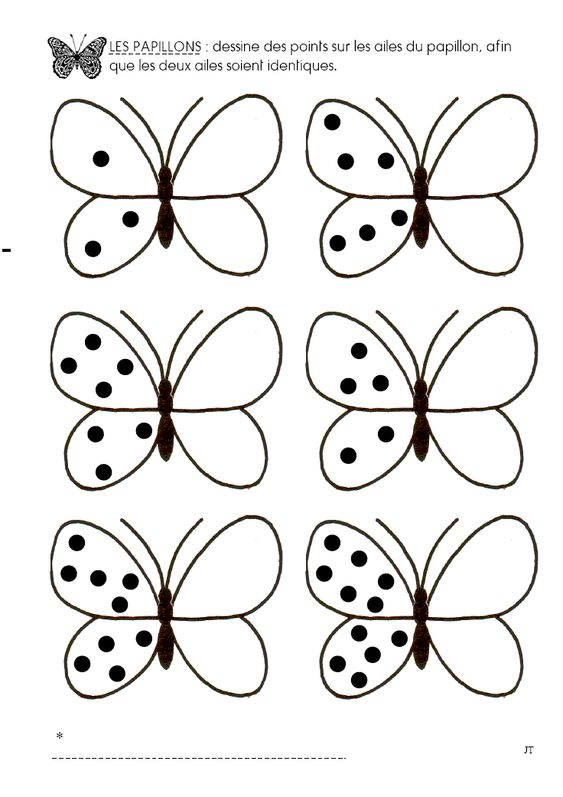 LES PAPILLONS : dessine des points sur les ailes du papillon, afin
que les deux ailes soient identiques.
*
JT